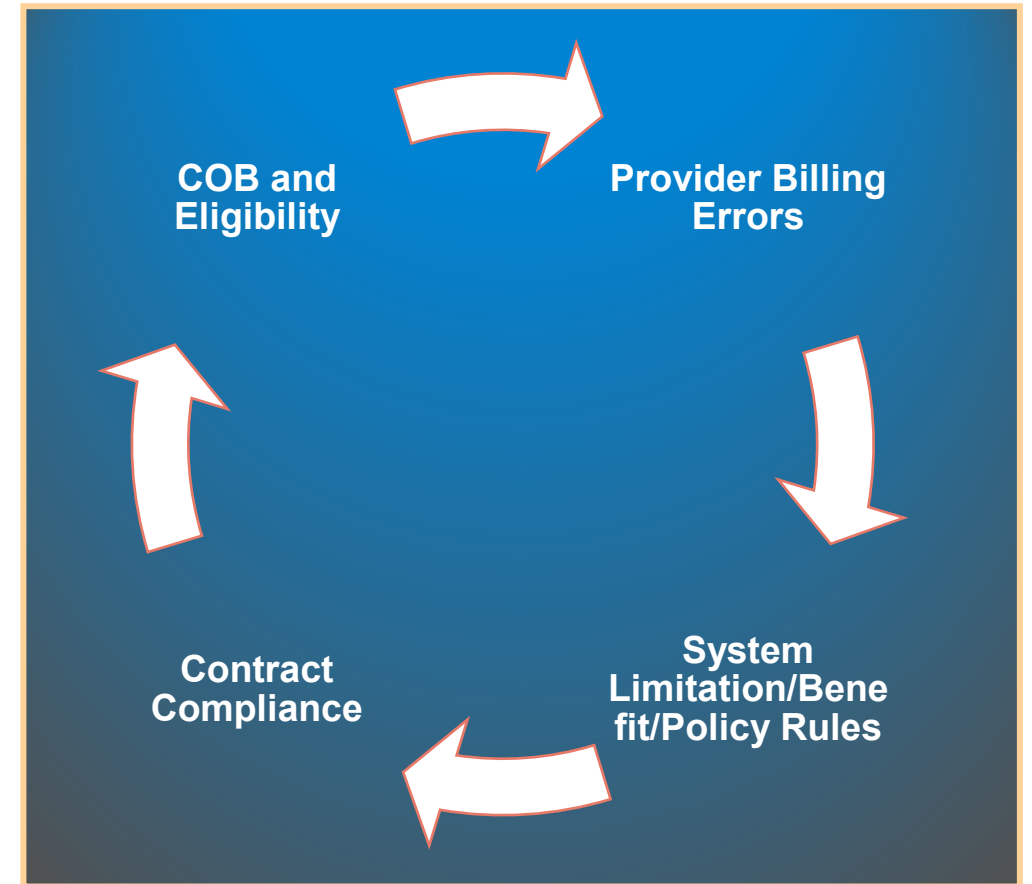 COB and
Eligibility
Provider Billing
Errors
System
Limitation/Bene
fit/Policy Rules
Contract
Compliance